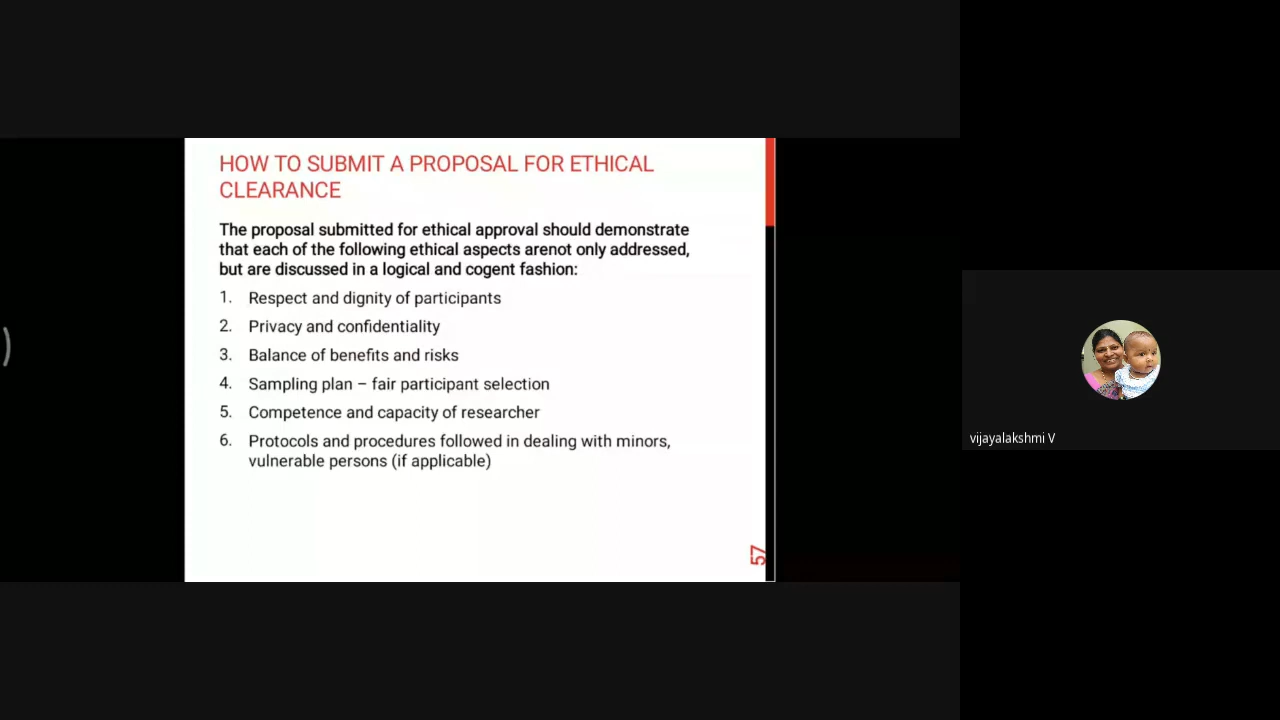 HOW TO SUBMIT A PROPOSAL FOR ETHICAL
CLEARANCE
The proposal submitted for ethical approval should demonstrate
that each of the following ethical aspects arenot only addressed,
but are discussed in a logical and cogent fashion:
1. Respect and dignity of participants
2. Privacy and confidentiality
3. Balance of benefits and risks
4. Sampling plan – fair participant selection
5. Competence and capacity of researcher
6. Protocols and procedures followed in dealing with minors,
vulnerable persons (if applicable)
57
vijayalakshmi V